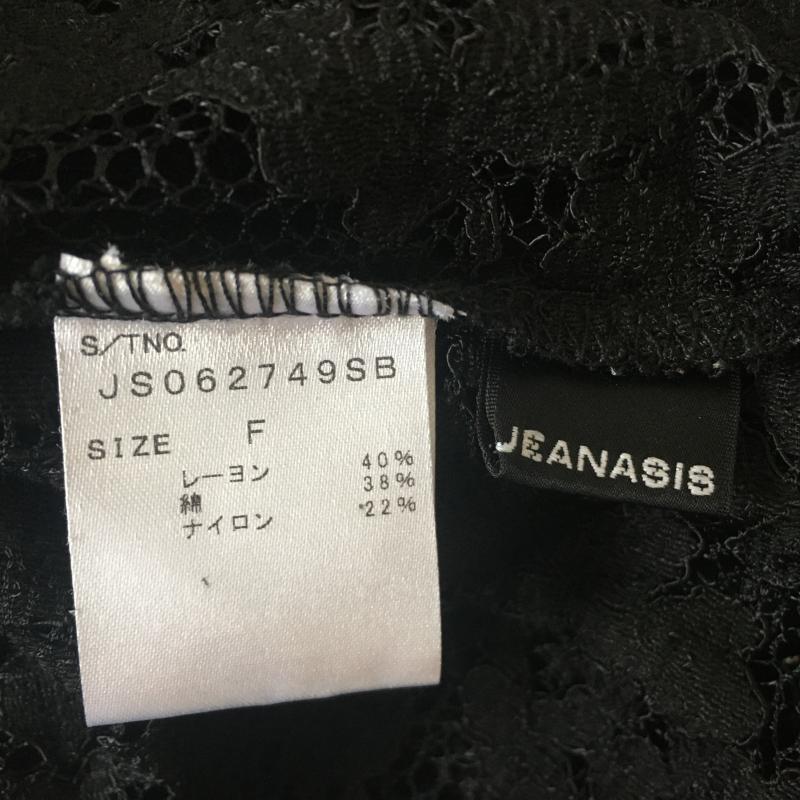 S/TNO.
JS062749SB
SIZE F
レーヨン 40%
綿 38%
ナイロン 22%
JEANASIS